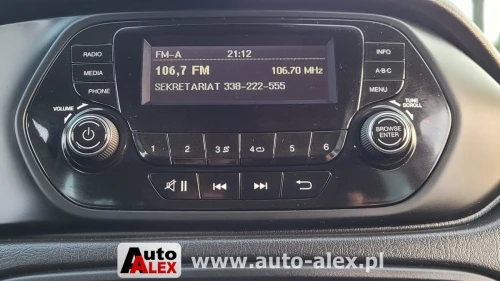 RADIO
MEDIA
PHONE
VOLUME
FM-A 21:12
106,7 FM 106.70 MHz
SEKRETARIAT 338-222-555
INFO
A-B-C
MENU
TUNE
SCROLL
BROWSE
ENTER
1 2 3 4 5 6
Auto
ALEX
www.auto-alex.pl